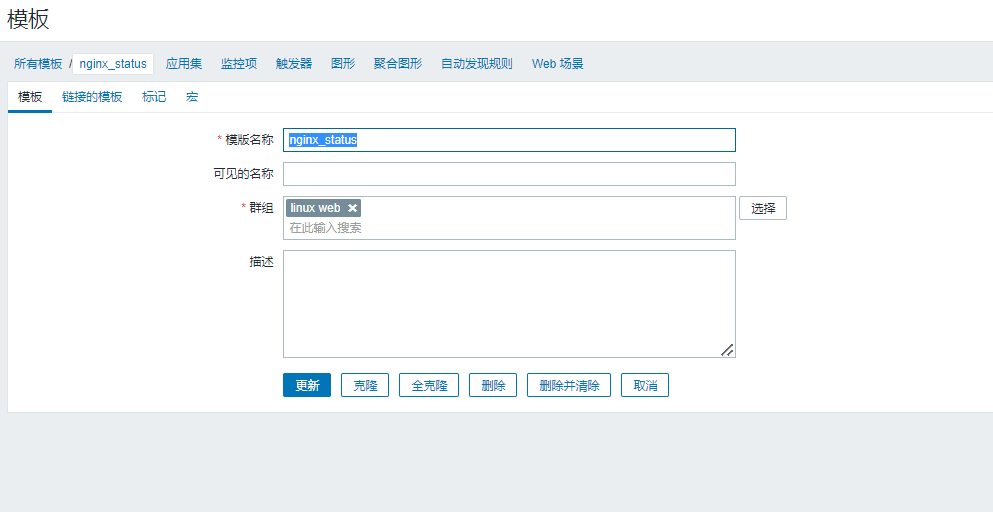 模板
所有模板 / nginx_status 应用集 监控项 触发器 图形 聚合图形 自动发现规则 Web 场景
模板 链接的模板 标记 宏
* 模版名称 nginx_status
可见的名称
* 群组 linux web 选择
在此输入搜索
描述
更新 克隆 全克隆 删除 删除并清除 取消